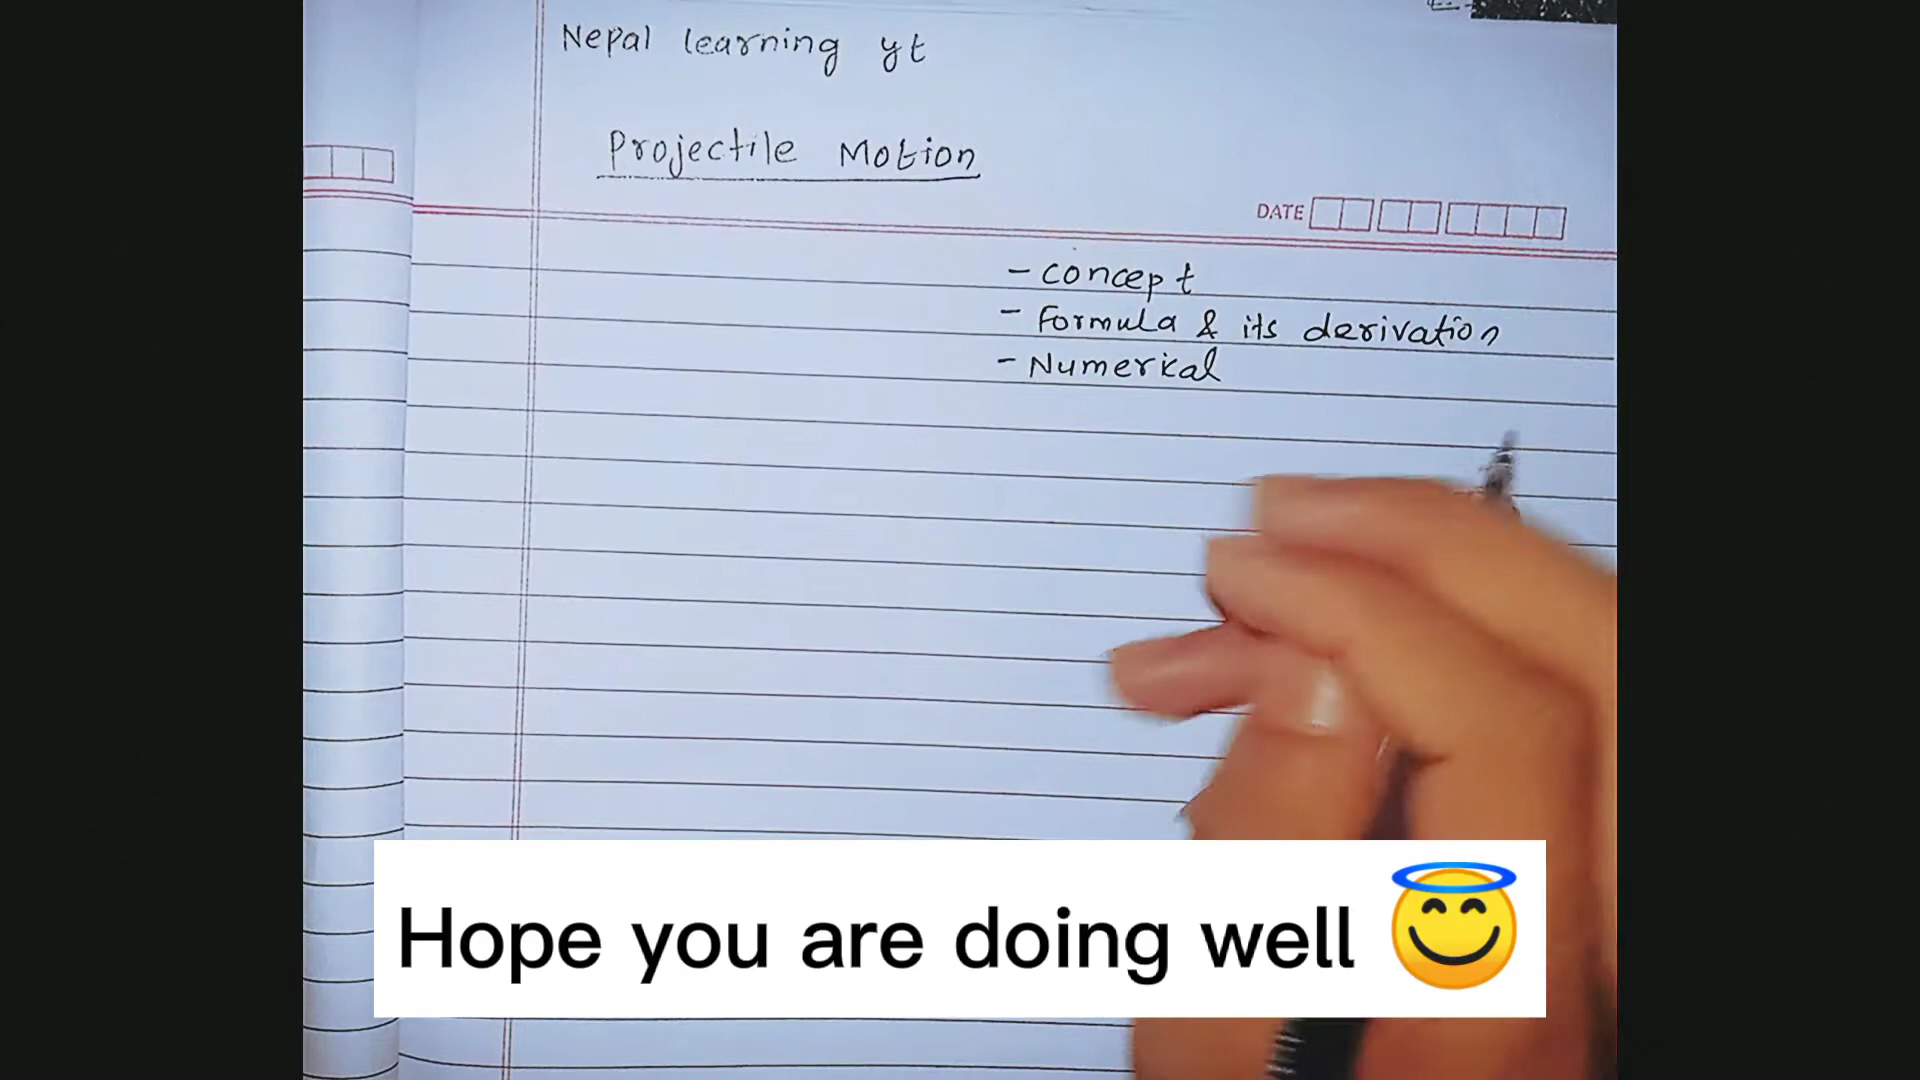 Nepal learning yt
Projectile Motion
DATE
- concept
- Formula & its derivation
- Numerical
Hope you are doing well 😇